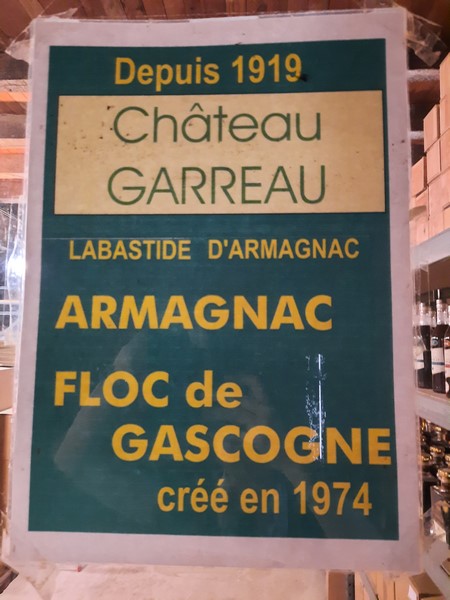 Depuis 1919
Château
GARREAU
LABASTIDE D'ARMAGNAC
ARMAGNAC
FLOC de
GASCOGNE
créé en 1974